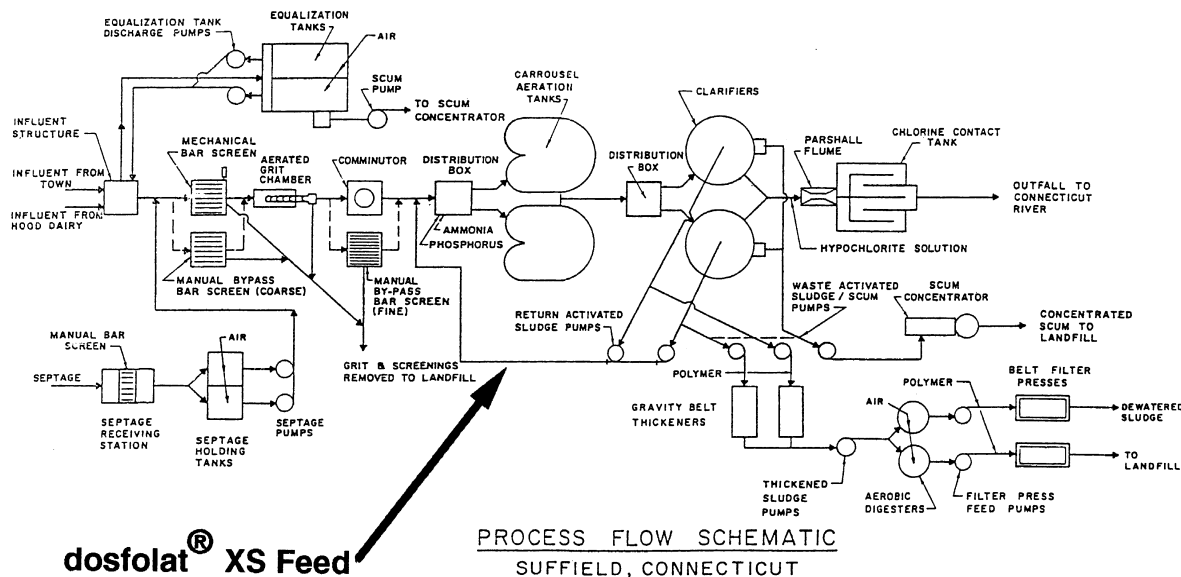 EQUALIZATION TANK
DISCHARGE PUMPS
EQUALIZATION
TANKS
AIR
SCUM
PUMP
TO SCUM
CONCENTRATOR
CARROUSEL
AERATION
TANKS
CLARIFIERS
INFLUENT
STRUCTURE
MECHANICAL
BAR SCREEN
AERATED
GRIT
CHAMBER
COMMINUTOR
DISTRIBUTION
BOX
DISTRIBUTION
BOX
PARSHALL
FLUME
CHLORINE CONTACT
TANK
INFLUENT FROM
TOWN
INFLUENT FROM
HOOD DAIRY
OUTFALL TO
CONNECTICUT
RIVER
AMMONIA
PHOSPHORUS
HYPOCHLORITE SOLUTION
MANUAL BYPASS
BAR SCREEN (COARSE)
MANUAL
BY-PASS
BAR SCREEN
(FINE)
WASTE ACTIVATED
SLUDGE / SCUM
PUMPS
SCUM
CONCENTRATOR
CONCENTRATED
SCUM TO
LANDFILL
RETURN ACTIVATED
SLUDGE PUMPS
MANUAL BAR
SCREEN
AIR
SEPTAGE
GRIT & SCREENINGS
REMOVED TO LANDFILL
POLYMER
POLYMER
BELT FILTER
PRESSES
SEPTAGE
RECEIVING
STATION
SEPTAGE
HOLDING
TANKS
SEPTAGE
PUMPS
GRAVITY BELT
THICKENERS
AIR
DEWATERED
SLUDGE
TO
LANDFILL
THICKENED
SLUDGE
PUMPS
AEROBIC
DIGESTERS
FILTER PRESS
FEED PUMPS
dosfolat® XS Feed
PROCESS FLOW SCHEMATIC
SUFFIELD, CONNECTICUT